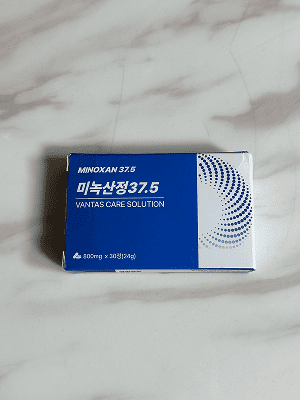 MINOXAN 37.5
미녹산정37.5
VANTAS CARE SOLUTION
800mg x 30정(24g)